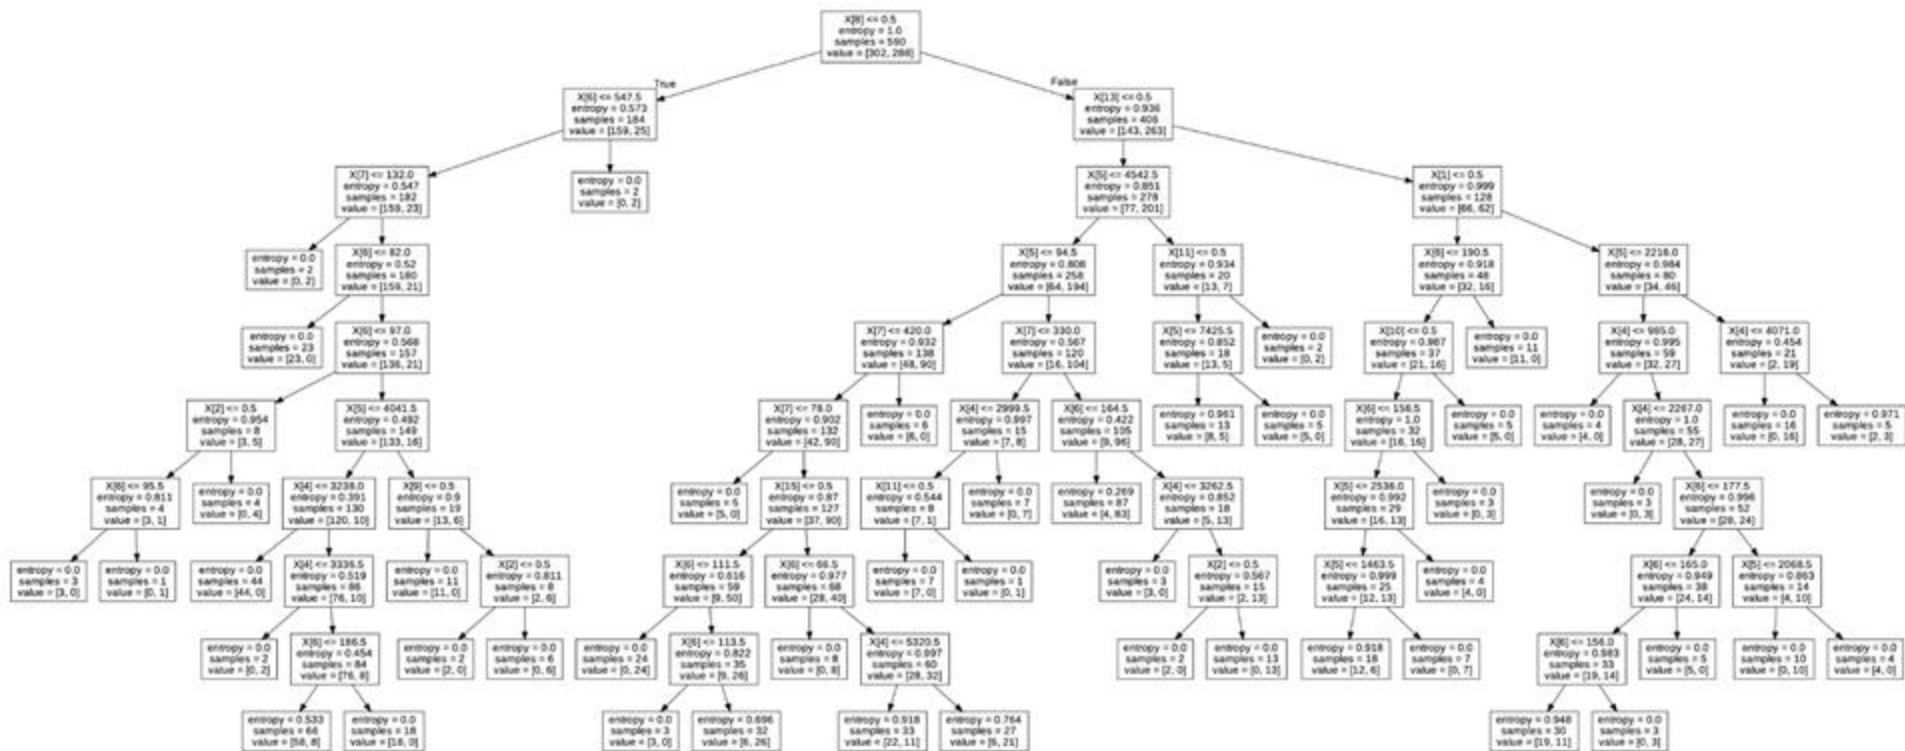 X[8] <= 0.5
entropy = 1.0
samples = 590
value = [302, 288]
True
False
X[6] <= 547.5
entropy = 0.573
samples = 184
value = [159, 25]
X[13] <= 0.5
entropy = 0.936
samples = 406
value = [143, 263]
X[7] <= 132.0
entropy = 0.547
samples = 182
value = [159, 23]
entropy = 0.0
samples = 2
value = [0, 2]
X[5] <= 4542.5
entropy = 0.851
samples = 278
value = [77, 201]
X[1] <= 0.5
entropy = 0.999
samples = 128
value = [66, 62]
entropy = 0.0
samples = 2
value = [0, 2]
X[6] <= 82.0
entropy = 0.52
samples = 180
value = [159, 21]
X[5] <= 94.5
entropy = 0.808
samples = 258
value = [64, 194]
X[11] <= 0.5
entropy = 0.934
samples = 20
value = [13, 7]
<= 190.5
entropy = 0.918
samples = 48
value = [32, 16]
X[5] <= 2216.0
entropy = 0.984
samples = 80
value = [34, 46]
entropy = 0.0
samples = 23
value = [23, 0]
X[6] <= 97.0
entropy = 0.568
samples = 157
value = [136, 21]
X[7] <= 420.0
entropy = 0.932
samples = 138
value = [48, 90]
X[7] <= 330.0
entropy = 0.567
samples = 120
value = [16, 104]
X[5] <= 7425.5
entropy = 0.852
samples = 18
value = [13, 5]
entropy = 0.0
samples = 2
value = [0, 2]
X[10] <= 0.5
entropy = 0.987
samples = 37
value = [21, 16]
entropy = 0.0
samples = 11
value = [11, 0]
X[4] <= 985.0
entropy = 0.995
samples = 59
value = [32, 27]
X[4] <= 4071.0
entropy = 0.454
samples = 21
value = [2, 19]
X[2] <= 0.5
entropy = 0.954
samples = 8
value = [3, 5]
X[5] <= 4041.5
entropy = 0.492
samples = 149
value = [133, 16]
X[7] <= 78.0
entropy = 0.902
samples = 132
value = [42, 90]
entropy = 0.0
samples = 6
value = [6, 0]
X[4] <= 2999.5
entropy = 0.997
samples = 15
value = [7, 8]
X[6] <= 164.5
entropy = 0.422
samples = 105
value = [9, 96]
entropy = 0.961
samples = 13
value = [8, 5]
entropy = 0.0
samples = 5
value = [5, 0]
X[6] <= 156.5
entropy = 1.0
samples = 32
value = [16, 16]
entropy = 0.0
samples = 5
value = [5, 0]
entropy = 0.0
samples = 4
value = [4, 0]
X[4] <= 2267.0
entropy = 1.0
samples = 55
value = [28, 27]
entropy = 0.0
samples = 16
value = [0, 16]
entropy = 0.971
samples = 5
value = [2, 3]
X[6] <= 95.5
entropy = 0.811
samples = 4
value = [3, 1]
entropy = 0.0
samples = 4
value = [0, 4]
X[4] <= 3238.0
entropy = 0.391
samples = 130
value = [120, 10]
X[9] <= 0.5
entropy = 0.9
samples = 19
value = [13, 6]
entropy = 0.0
samples = 5
value = [5, 0]
X[15] <= 0.5
entropy = 0.87
samples = 127
value = [37, 90]
X[11] <= 0.5
entropy = 0.544
samples = 8
value = [7, 1]
entropy = 0.0
samples = 7
value = [0, 7]
entropy = 0.269
samples = 87
value = [4, 83]
X[4] <= 3262.5
entropy = 0.852
samples = 18
value = [5, 13]
X[5] <= 2536.0
entropy = 0.992
samples = 29
value = [16, 13]
entropy = 0.0
samples = 3
value = [0, 3]
entropy = 0.0
samples = 3
value = [0, 3]
X[6] <= 177.5
entropy = 0.996
samples = 52
value = [28, 24]
entropy = 0.0
samples = 3
value = [3, 0]
entropy = 0.0
samples = 1
value = [0, 1]
entropy = 0.0
samples = 44
value = [44, 0]
X[4] <= 3336.5
entropy = 0.519
samples = 86
value = [76, 10]
entropy = 0.0
samples = 11
value = [11, 0]
X[2] <= 0.5
entropy = 0.811
samples = 8
value = [2, 6]
X[6] <= 111.5
entropy = 0.616
samples = 59
value = [9, 50]
X[6] <= 66.5
entropy = 0.977
samples = 68
value = [28, 40]
entropy = 0.0
samples = 7
value = [7, 0]
entropy = 0.0
samples = 1
value = [0, 1]
entropy = 0.0
samples = 3
value = [3, 0]
X[2] <= 0.5
entropy = 0.567
samples = 15
value = [2, 13]
X[5] <= 1463.5
entropy = 0.999
samples = 25
value = [12, 13]
entropy = 0.0
samples = 4
value = [4, 0]
X[6] <= 165.0
entropy = 0.949
samples = 38
value = [24, 14]
X[5] <= 2068.5
entropy = 0.863
samples = 14
value = [4, 10]
entropy = 0.0
samples = 2
value = [0, 2]
X[6] <= 186.5
entropy = 0.454
samples = 84
value = [76, 8]
entropy = 0.0
samples = 2
value = [2, 0]
entropy = 0.0
samples = 6
value = [0, 6]
entropy = 0.0
samples = 24
value = [0, 24]
X[6] <= 113.5
entropy = 0.822
samples = 35
value = [9, 26]
entropy = 0.0
samples = 8
value = [0, 8]
X[4] <= 5320.5
entropy = 0.997
samples = 60
value = [28, 32]
entropy = 0.0
samples = 2
value = [2, 0]
entropy = 0.0
samples = 13
value = [0, 13]
entropy = 0.918
samples = 18
value = [12, 6]
entropy = 0.0
samples = 7
value = [0, 7]
X[6] <= 156.0
entropy = 0.983
samples = 33
value = [19, 14]
entropy = 0.0
samples = 5
value = [5, 0]
entropy = 0.0
samples = 10
value = [0, 10]
entropy = 0.0
samples = 4
value = [4, 0]
entropy = 0.533
samples = 66
value = [58, 8]
entropy = 0.0
samples = 18
value = [18, 0]
entropy = 0.0
samples = 3
value = [3, 0]
entropy = 0.696
samples = 32
value = [6, 26]
entropy = 0.918
samples = 33
value = [22, 11]
entropy = 0.764
samples = 27
value = [6, 21]
entropy = 0.948
samples = 30
value = [19, 11]
entropy = 0.0
samples = 3
value = [0, 3]